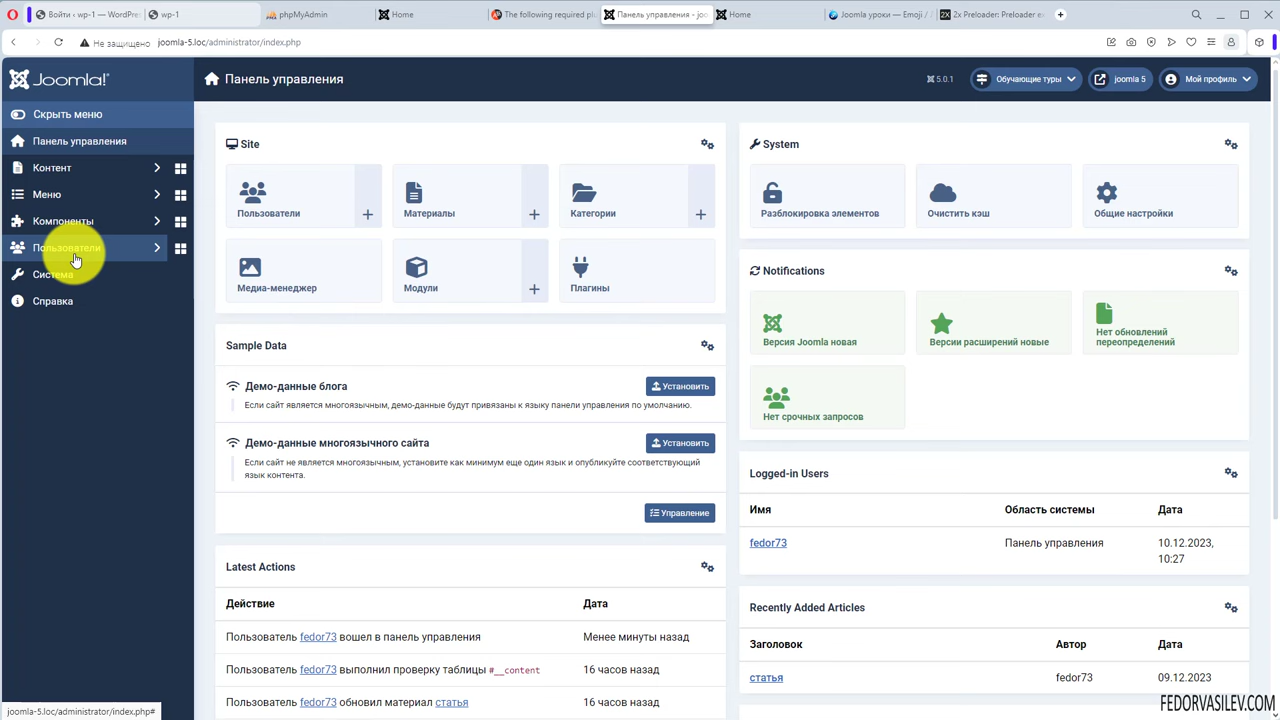 Войти ‹ wp-1 — WordPres
wp-1
phpMyAdmin
Home
The following required pl
Панель управления - joo
Home
Joomla уроки — Emoji /
2x Preloader: Preloader e
Не защищено
joomla-5.loc/administrator/index.php
Joomla!
Панель управления
5.0.1
Обучающие туры
joomla 5
Мой профиль
Скрыть меню
Панель управления
Контент
Меню
Компоненты
Пользователи
Система
Справка
Site
Пользователи
Материалы
Категории
Медиа-менеджер
Модули
Плагины
Sample Data
Демо-данные блога
Установить
Если сайт является многоязычным, демо-данные будут привязаны к языку панели управления по умолчанию.
Демо-данные многоязычного сайта
Установить
Если сайт не является многоязычным, установите как минимум еще один язык и опубликуйте соответствующий
язык контента.
Управление
Latest Actions
Действие
Дата
Пользователь fedor73 вошел в панель управления
Менее минуты назад
Пользователь fedor73 выполнил проверку таблицы #__content
16 часов назад
Пользователь fedor73 обновил материал статья
16 часов назад
System
Разблокировка элементов
Очистить кэш
Общие настройки
Notifications
Версия Joomla новая
Версии расширений новые
Нет обновлений
переопределений
Нет срочных запросов
Logged-in Users
Имя
Область системы
Дата
fedor73
Панель управления
10.12.2023,
10:27
Recently Added Articles
Заголовок
Автор
Дата
статья
fedor73
09.12.2023
joomla-5.loc/administrator/index.php#
FEDORVASILEV.COM